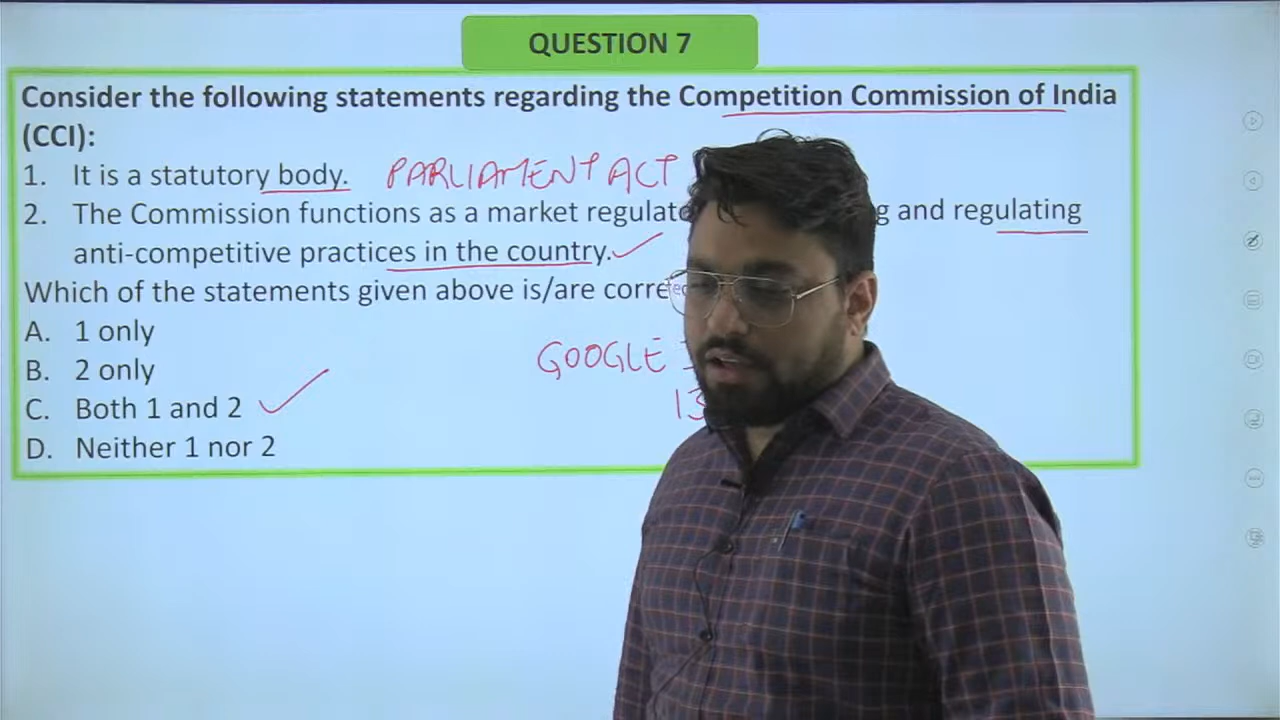 QUESTION 7
Consider the following statements regarding the Competition Commission of India
(CCI):
1. It is a statutory body. PARLIAMENT ACT
2. The Commission functions as a market g and regulating
anti-competitive practices in the country.
Which of the statements given above is/are
A. 1 only
GOOGLE
B. 2 only
13
C. Both 1 and 2
D. Neither 1 nor 2